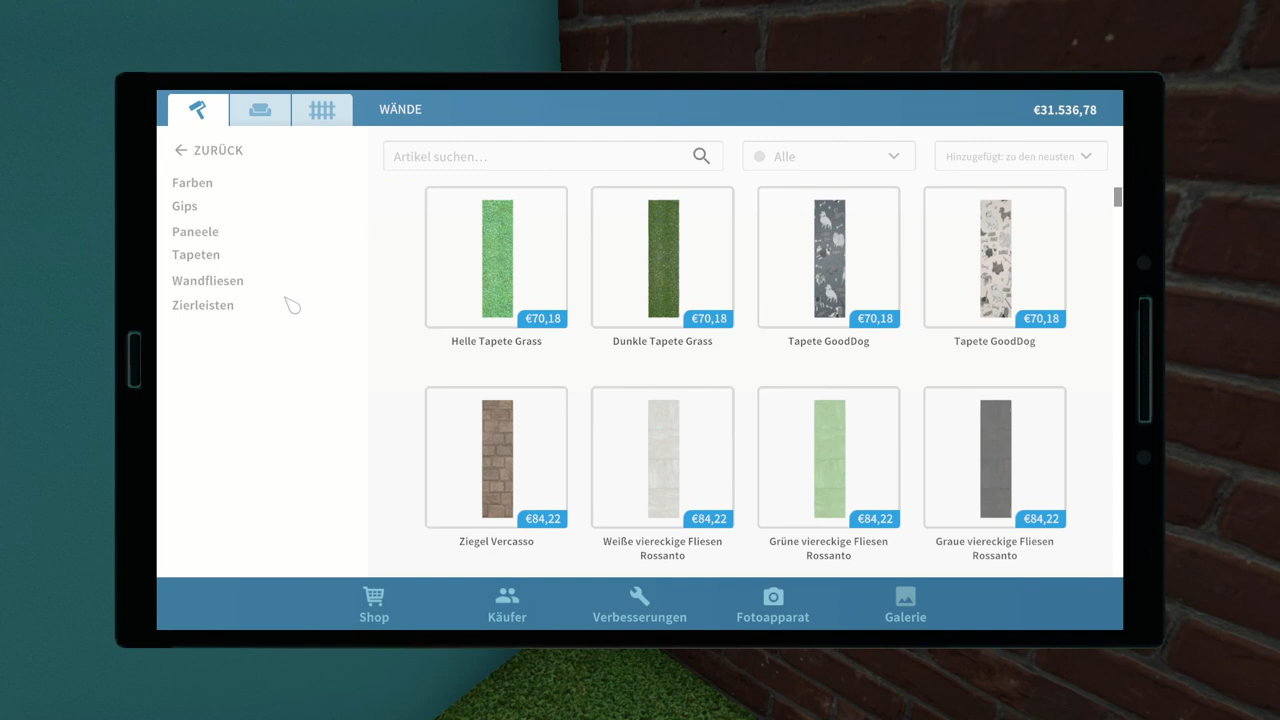 WÄNDE
€31.536,78
ZURÜCK
Farben
Gips
Paneele
Tapeten
Wandfliesen
Zierleisten
Artikel suchen...
Alle
Hinzugefügt: zu den neusten
€70,18
€70,18
€70,18
€70,18
Helle Tapete Grass
Dunkle Tapete Grass
Tapete GoodDog
Tapete GoodDog
€84,22
€84,22
€84,22
€84,22
Ziegel Vercasso
Weiße viereckige Fliesen
Rossanto
Grüne viereckige Fliesen
Rossanto
Graue viereckige Fliesen
Rossanto
Shop
Käufer
Verbesserungen
Fotoapparat
Galerie